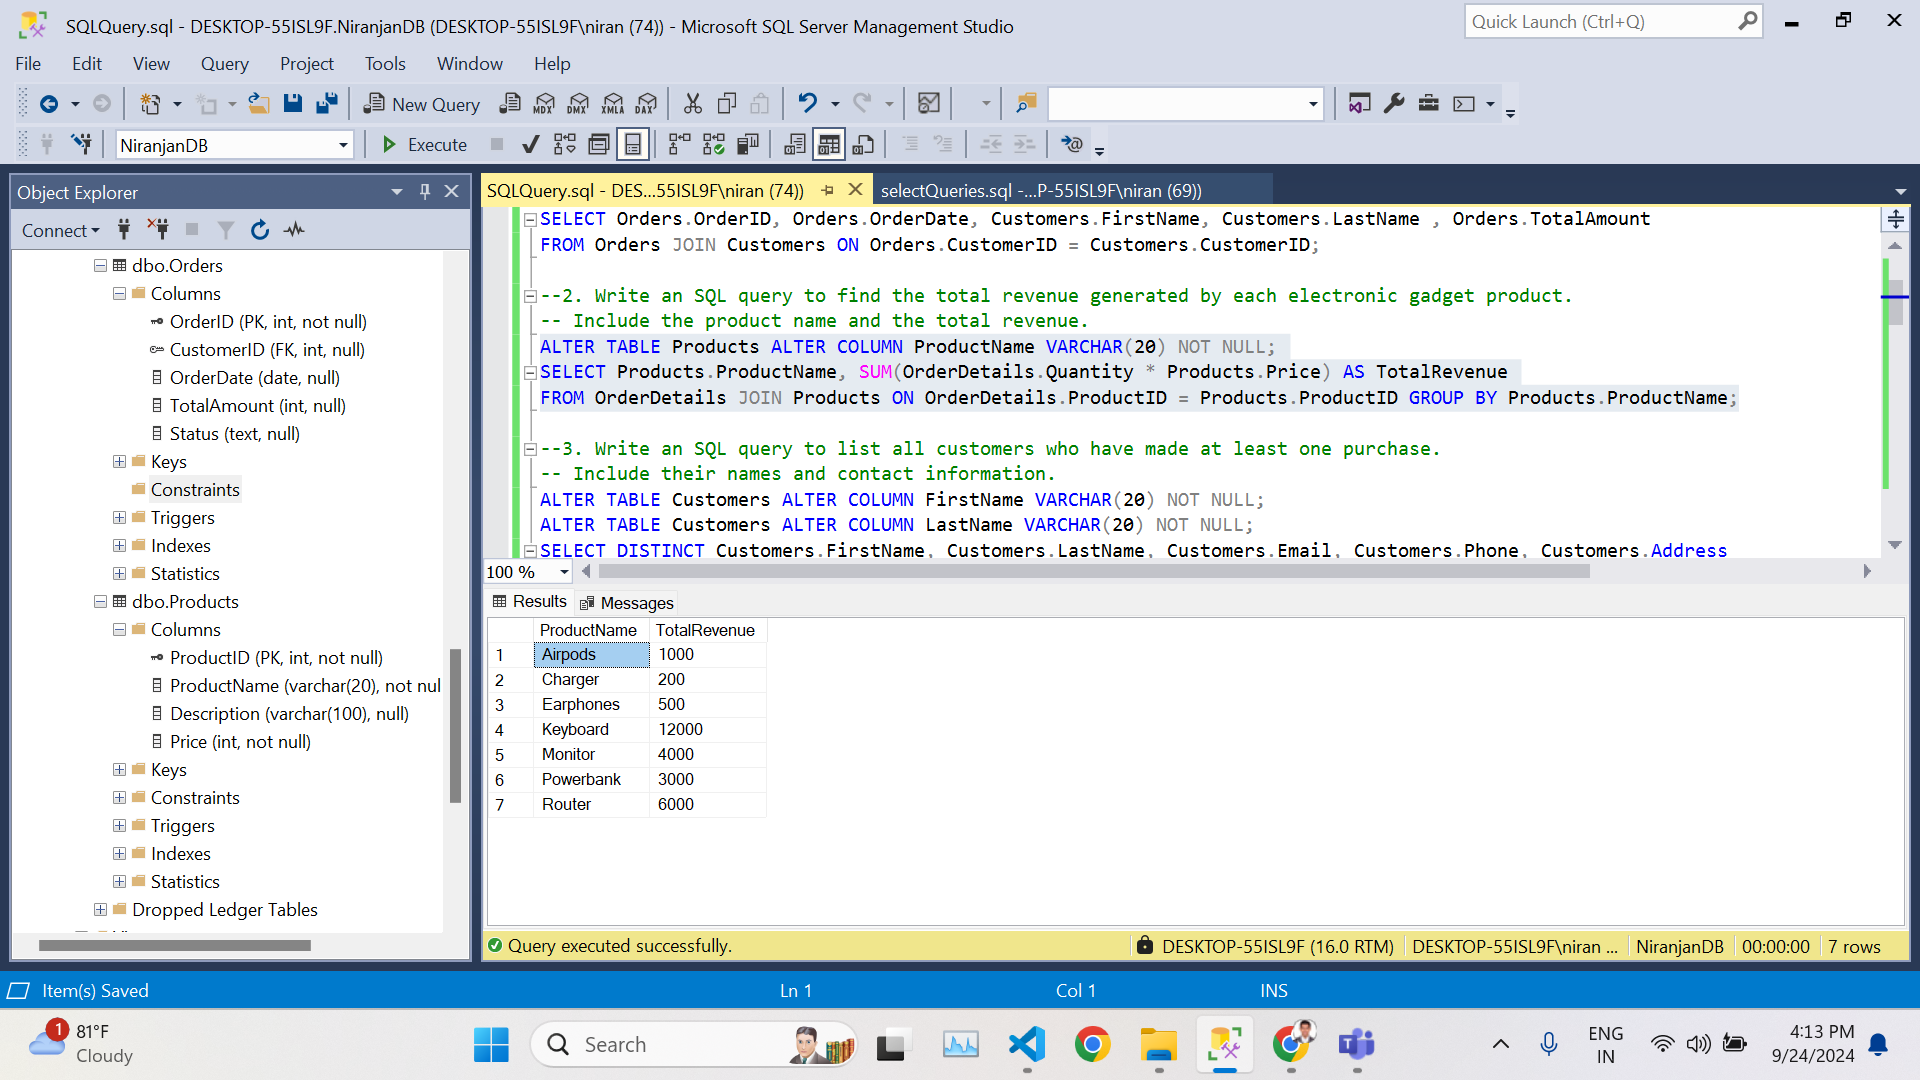 SQLQuery.sql - DESKTOP-55ISL9F.NiranjanDB (DESKTOP-55ISL9F\niran (74)) - Microsoft SQL Server Management Studio
Quick Launch (Ctrl+Q)
File Edit View Query Project Tools Window Help
New Query MDX DMX XMLA DAX
NiranjanDB Execute
Object Explorer
Connect
dbo.Orders
Columns
OrderID (PK, int, not null)
CustomerID (FK, int, null)
OrderDate (date, null)
TotalAmount (int, null)
Status (text, null)
Keys
Constraints
Triggers
Indexes
Statistics
dbo.Products
Columns
ProductID (PK, int, not null)
ProductName (varchar(20), not nul
Description (varchar(100), null)
Price (int, not null)
Keys
Constraints
Triggers
Indexes
Statistics
Dropped Ledger Tables
SQLQuery.sql - DES...55ISL9F\niran (74)) selectQueries.sql -...P-55ISL9F\niran (69))
SELECT Orders.OrderID, Orders.OrderDate, Customers.FirstName, Customers.LastName , Orders.TotalAmount
FROM Orders JOIN Customers ON Orders.CustomerID = Customers.CustomerID;
--2. Write an SQL query to find the total revenue generated by each electronic gadget product.
-- Include the product name and the total revenue.
ALTER TABLE Products ALTER COLUMN ProductName VARCHAR(20) NOT NULL;
SELECT Products.ProductName, SUM(OrderDetails.Quantity * Products.Price) AS TotalRevenue
FROM OrderDetails JOIN Products ON OrderDetails.ProductID = Products.ProductID GROUP BY Products.ProductName;
--3. Write an SQL query to list all customers who have made at least one purchase.
-- Include their names and contact information.
ALTER TABLE Customers ALTER COLUMN FirstName VARCHAR(20) NOT NULL;
ALTER TABLE Customers ALTER COLUMN LastName VARCHAR(20) NOT NULL;
SELECT DISTINCT Customers.FirstName, Customers.LastName, Customers.Email, Customers.Phone, Customers.Address
100 %
Results Messages
ProductName TotalRevenue
1 Airpods 1000
2 Charger 200
3 Earphones 500
4 Keyboard 12000
5 Monitor 4000
6 Powerbank 3000
7 Router 6000
Query executed successfully. DESKTOP-55ISL9F (16.0 RTM) DESKTOP-55ISL9F\niran ... NiranjanDB 00:00:00 7 rows
Item(s) Saved Ln 1 Col 1 INS
1 81°F
Cloudy
Search
ENG
IN
4:13 PM
9/24/2024